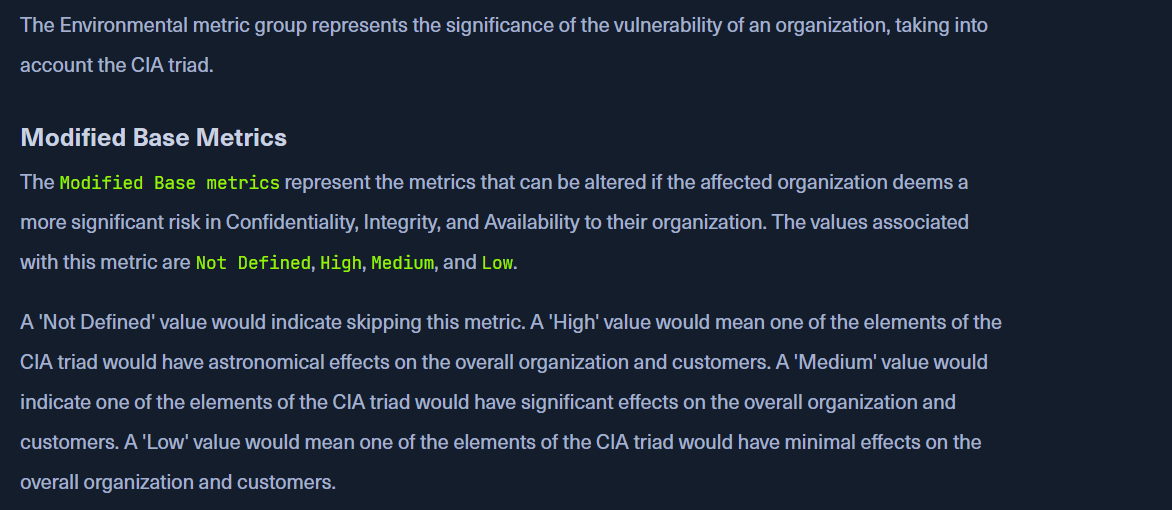 The Environmental metric group represents the significance of the vulnerability of an organization, taking into
account the CIA triad.
Modified Base Metrics
The Modified Base metrics represent the metrics that can be altered if the affected organization deems a
more significant risk in Confidentiality, Integrity, and Availability to their organization. The values associated
with this metric are Not Defined, High, Medium, and Low.
A 'Not Defined' value would indicate skipping this metric. A 'High' value would mean one of the elements of the
CIA triad would have astronomical effects on the overall organization and customers. A 'Medium' value would
indicate one of the elements of the CIA triad would have significant effects on the overall organization and
customers. A 'Low' value would mean one of the elements of the CIA triad would have minimal effects on the
overall organization and customers.